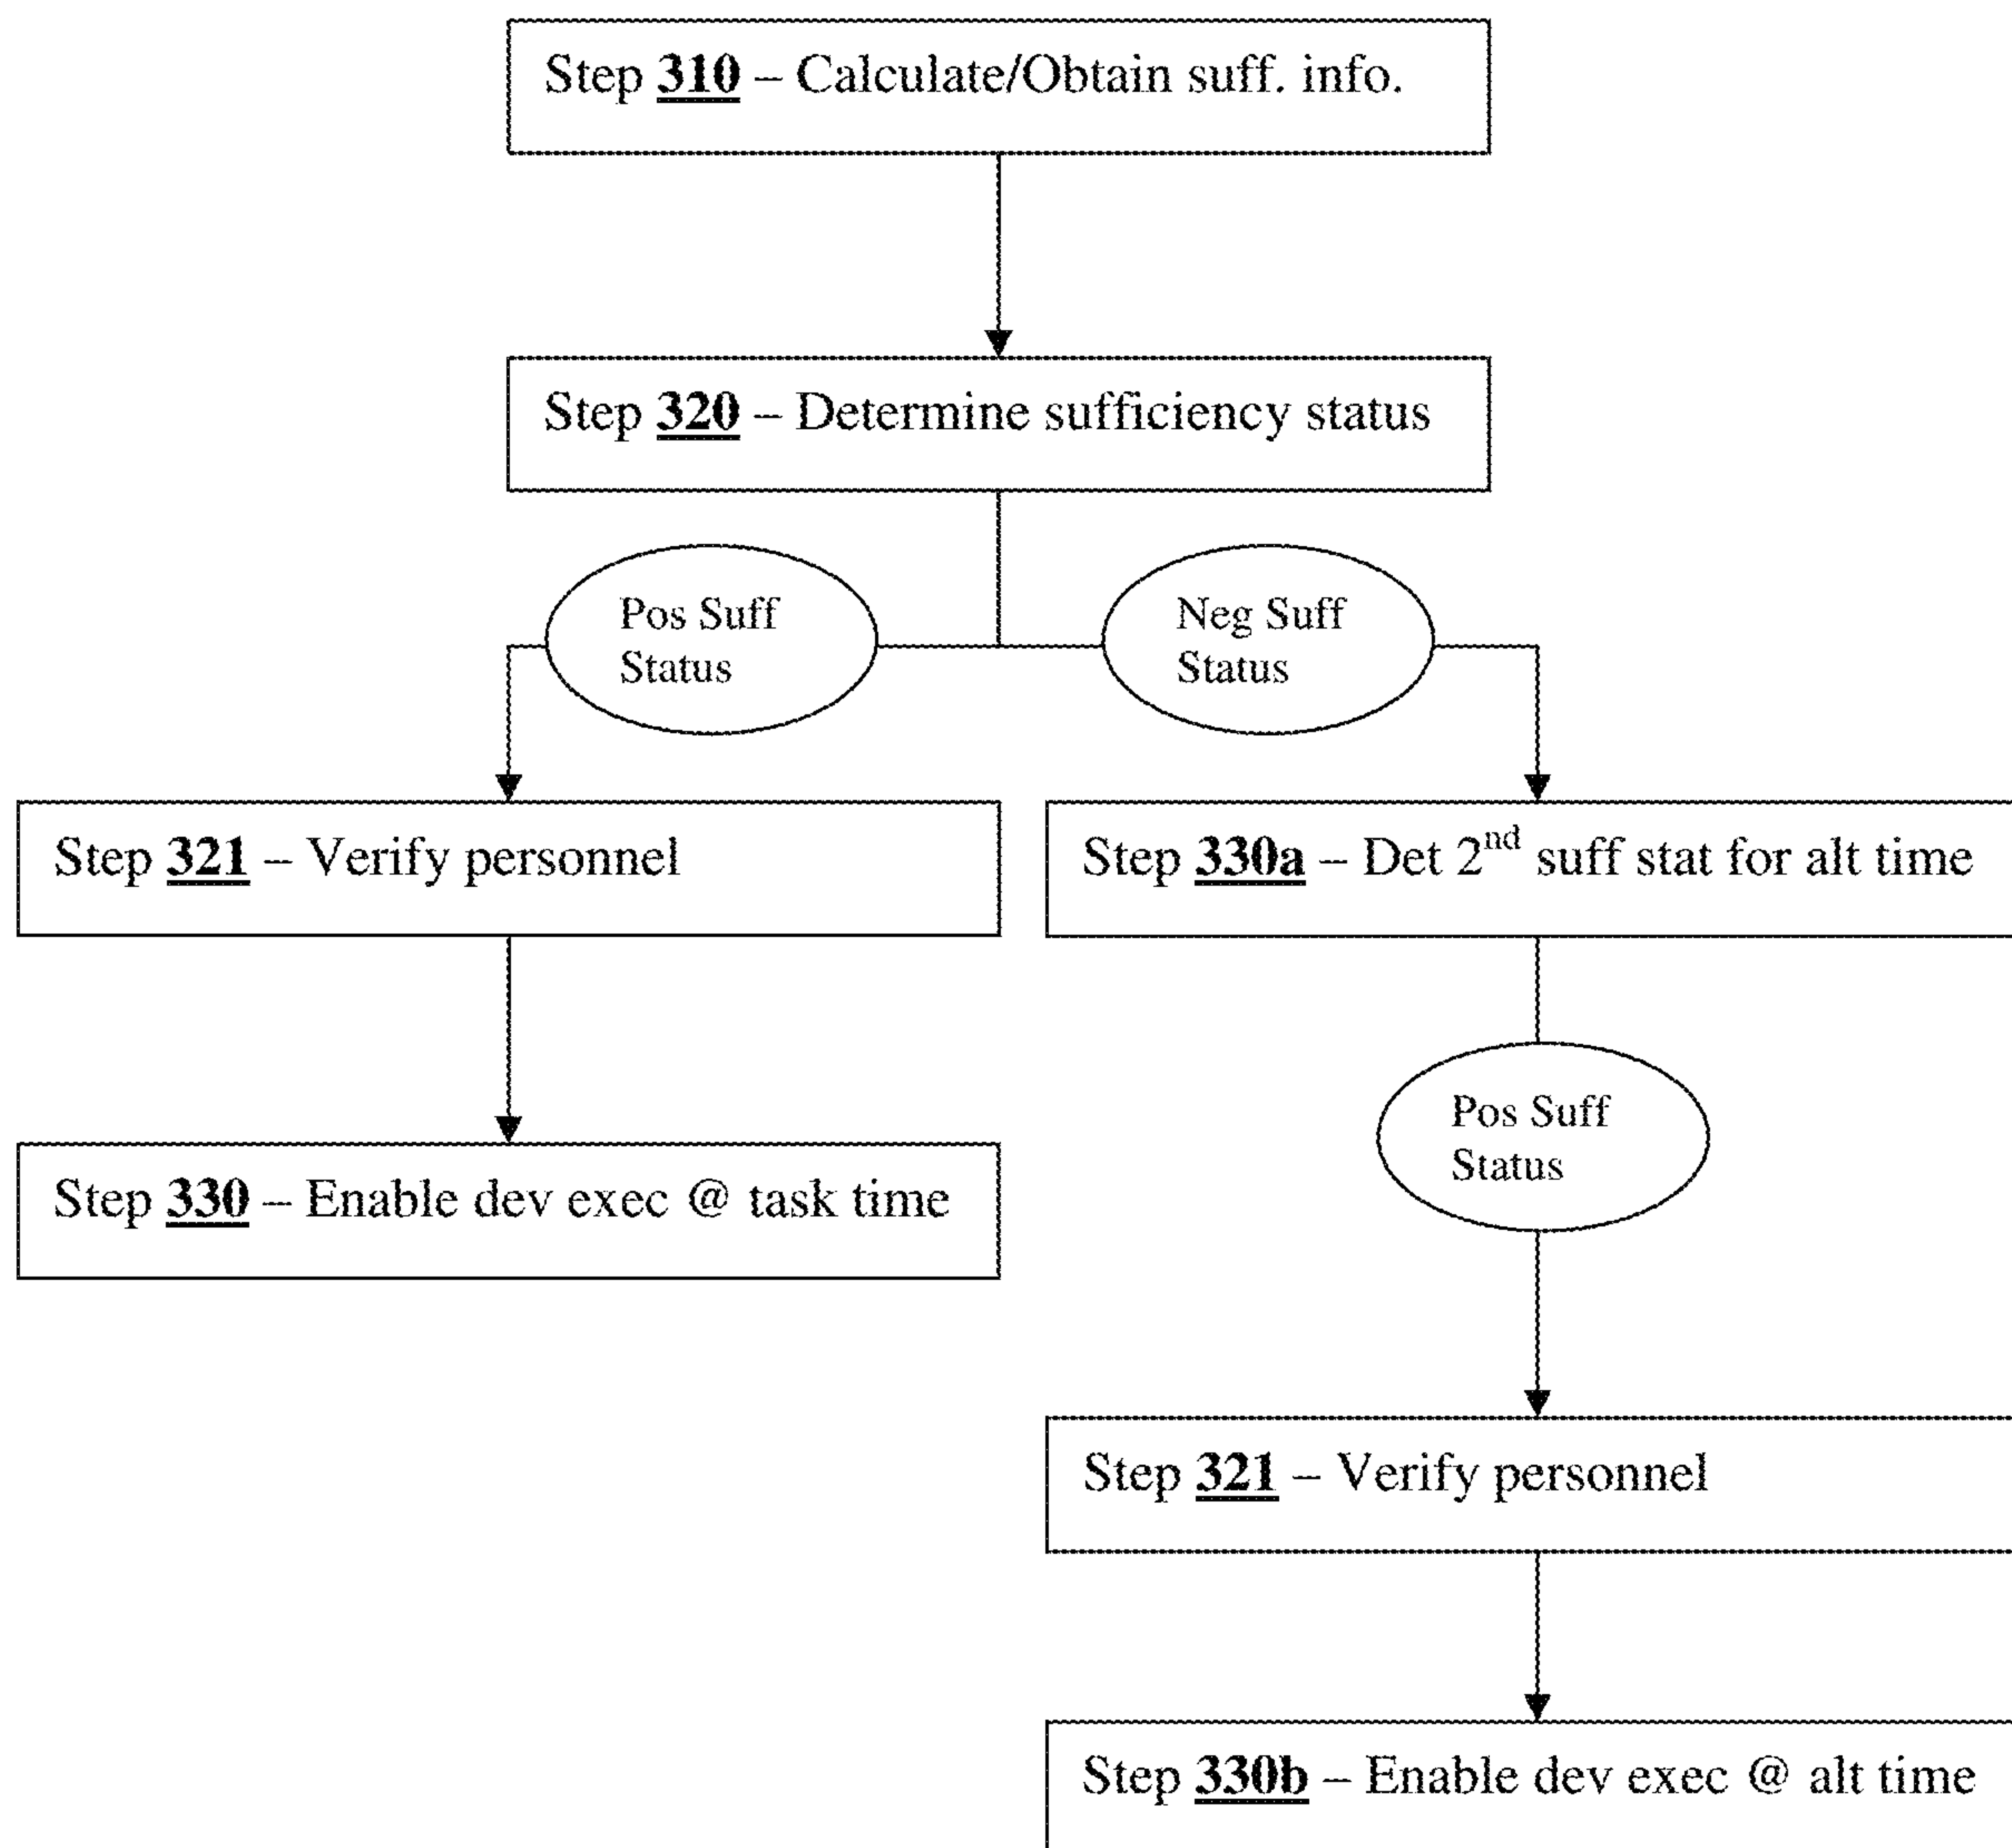 Step 310 – Calculate/Obtain suff. info.
Step 320 – Determine sufficiency status
Pos Suff
Status
Neg Suff
Status
Step 321 – Verify personnel
Step 330a – Det 2nd suff stat for alt time
Step 330 – Enable dev exec @ task time
Pos Suff
Status
Step 321 – Verify personnel
Step 330b – Enable dev exec @ alt time